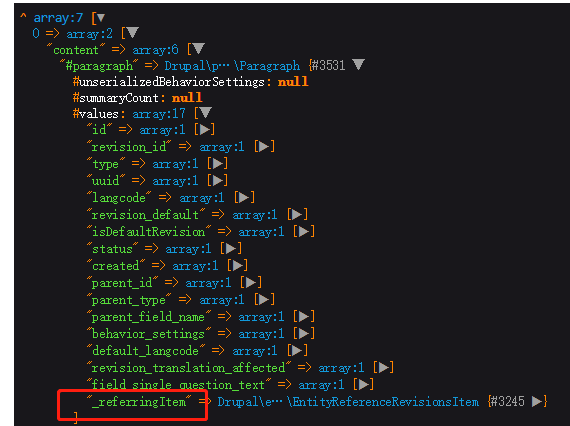 ^ array:7 [▼
0 => array:2 [▼
"content" => array:6 [▼
"#paragraph" => Drupal\p…\Paragraph {#3531 ▼
#unserializedBehaviorSettings: null
#summaryCount: null
#values: array:17 [▼
"id" => array:1 [▶]
"revision_id" => array:1 [▶]
"type" => array:1 [▶]
"uuid" => array:1 [▶]
"langcode" => array:1 [▶]
"revision_default" => array:1 [▶]
"isDefaultRevision" => array:1 [▶]
"status" => array:1 [▶]
"created" => array:1 [▶]
"parent_id" => array:1 [▶]
"parent_type" => array:1 [▶]
"parent_field_name" => array:1 [▶]
"behavior_settings" => array:1 [▶]
"default_langcode" => array:1 [▶]
"revision_translation_affected" => array:1 [▶]
"field_single_question_text" => array:1 [▶]
"_referringItem" => Drupal\e…\EntityReferenceRevisionsItem {#3245 ▶}
]